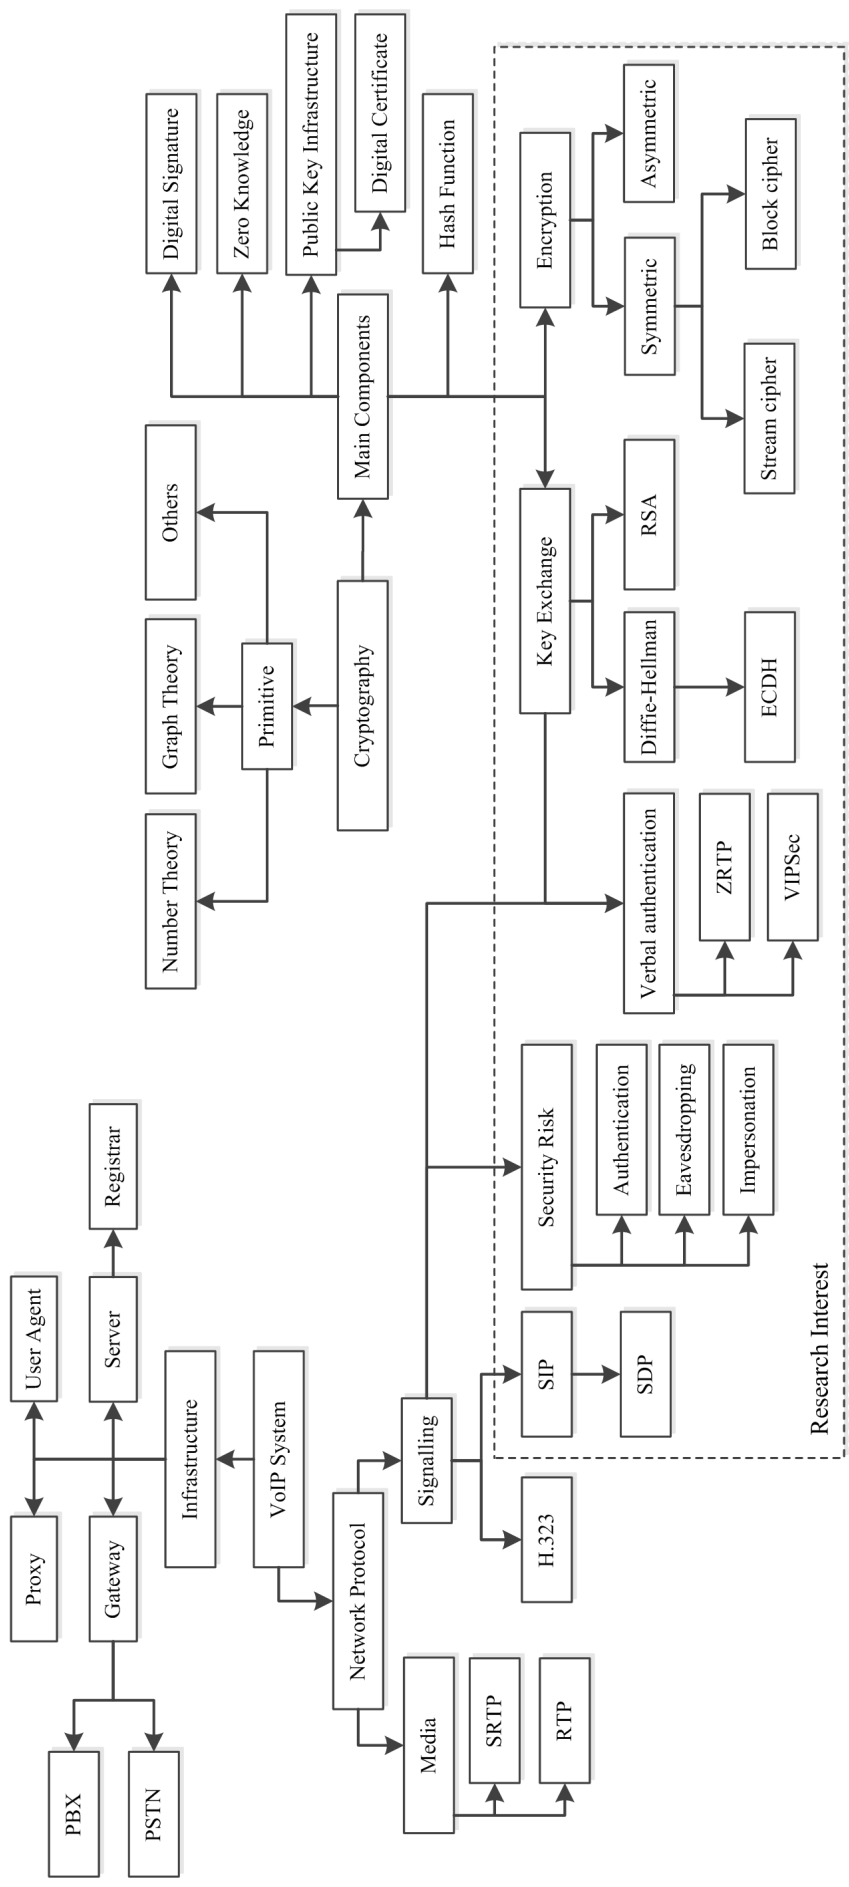 User Agent
Proxy
Server
Registrar
Gateway
PBX
PSTN
Infrastructure
VoIP System
Network Protocol
Signalling
Media
SRTP
RTP
H.323
SIP
SDP
Security Risk
Authentication
Eavesdropping
Impersonation
Verbal authentication
ZRTP
VIPSec
Number Theory
Graph Theory
Others
Primitive
Cryptography
Main Components
Digital Signature
Zero Knowledge
Public Key Infrastructure
Digital Certificate
Hash Function
Key Exchange
Diffie-Hellman
RSA
ECDH
Encryption
Symmetric
Asymmetric
Stream cipher
Block cipher
Research Interest